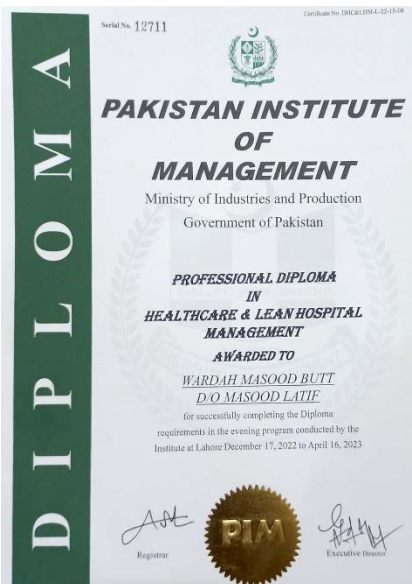 Certificate No. DHC&LHM-L-22-15-08
Serial No. 12711
PAKISTAN INSTITUTE
OF
MANAGEMENT
Ministry of Industries and Production
Government of Pakistan
PROFESSIONAL DIPLOMA
IN
HEALTHCARE & LEAN HOSPITAL
MANAGEMENT
AWARDED TO
WARDAH MASOOD BUTT
D/O MASOOD LATIF
for successfully completing the Diploma
requirements in the evening program conducted by the
Institute at Lahore December 17, 2022 to April 16, 2023
PIM
Registrar
Executive Director
DIPLOMA